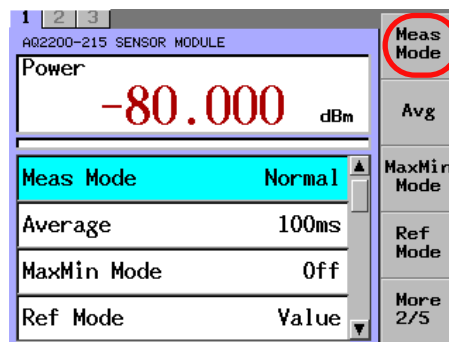 1 2 3
AQ2200-215 SENSOR MODULE
Power
-80.000 dBm
Meas Mode Normal
Average 100ms
MaxMin Mode Off
Ref Mode Value
Meas
Mode
Avg
MaxMin
Mode
Ref
Mode
More
2/5